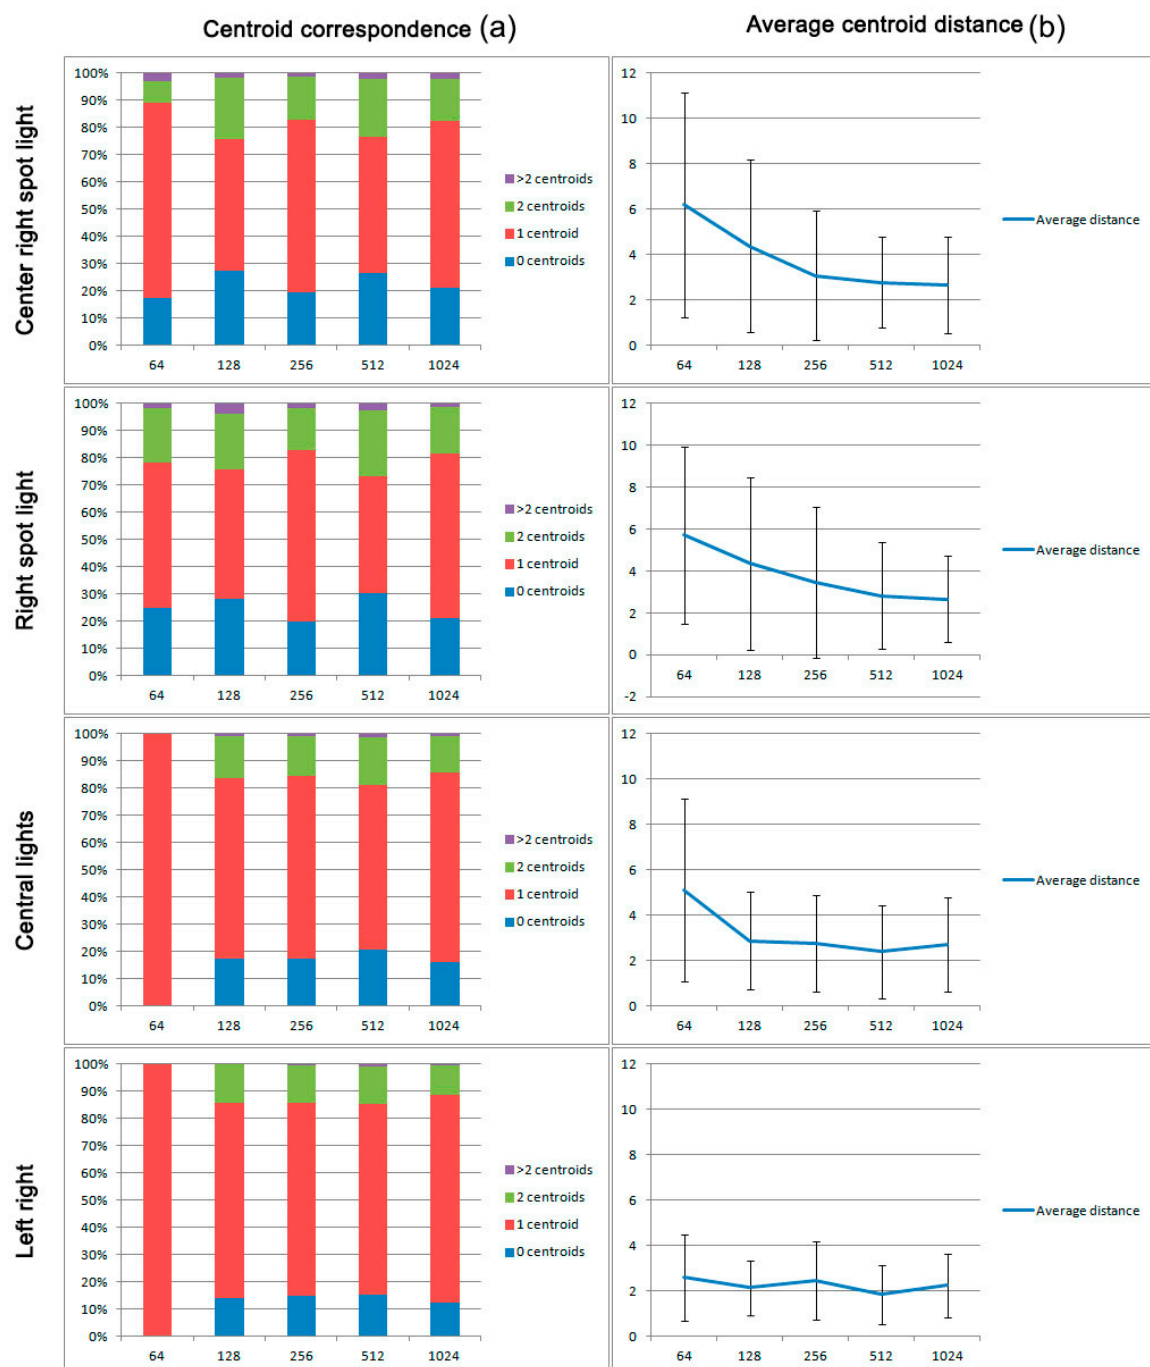 Centroid correspondence (a)
Average centroid distance (b)
Center right spot light
100%
90%
80%
70%
60%
50%
40%
30%
20%
10%
0%
64 128 256 512 1024
>2 centroids
2 centroids
1 centroid
0 centroids
12
10
8
6
4
2
0
64 128 256 512 1024
Average distance
Right spot light
100%
90%
80%
70%
60%
50%
40%
30%
20%
10%
0%
64 128 256 512 1024
>2 centroids
2 centroids
1 centroid
0 centroids
12
10
8
6
4
2
0
-2
64 128 256 512 1024
Average distance
Central lights
100%
90%
80%
70%
60%
50%
40%
30%
20%
10%
0%
64 128 256 512 1024
>2 centroids
2 centroids
1 centroid
0 centroids
12
10
8
6
4
2
0
64 128 256 512 1024
Average distance
Left right
100%
90%
80%
70%
60%
50%
40%
30%
20%
10%
0%
64 128 256 512 1024
>2 centroids
2 centroids
1 centroid
0 centroids
12
10
8
6
4
2
0
64 128 256 512 1024
Average distance